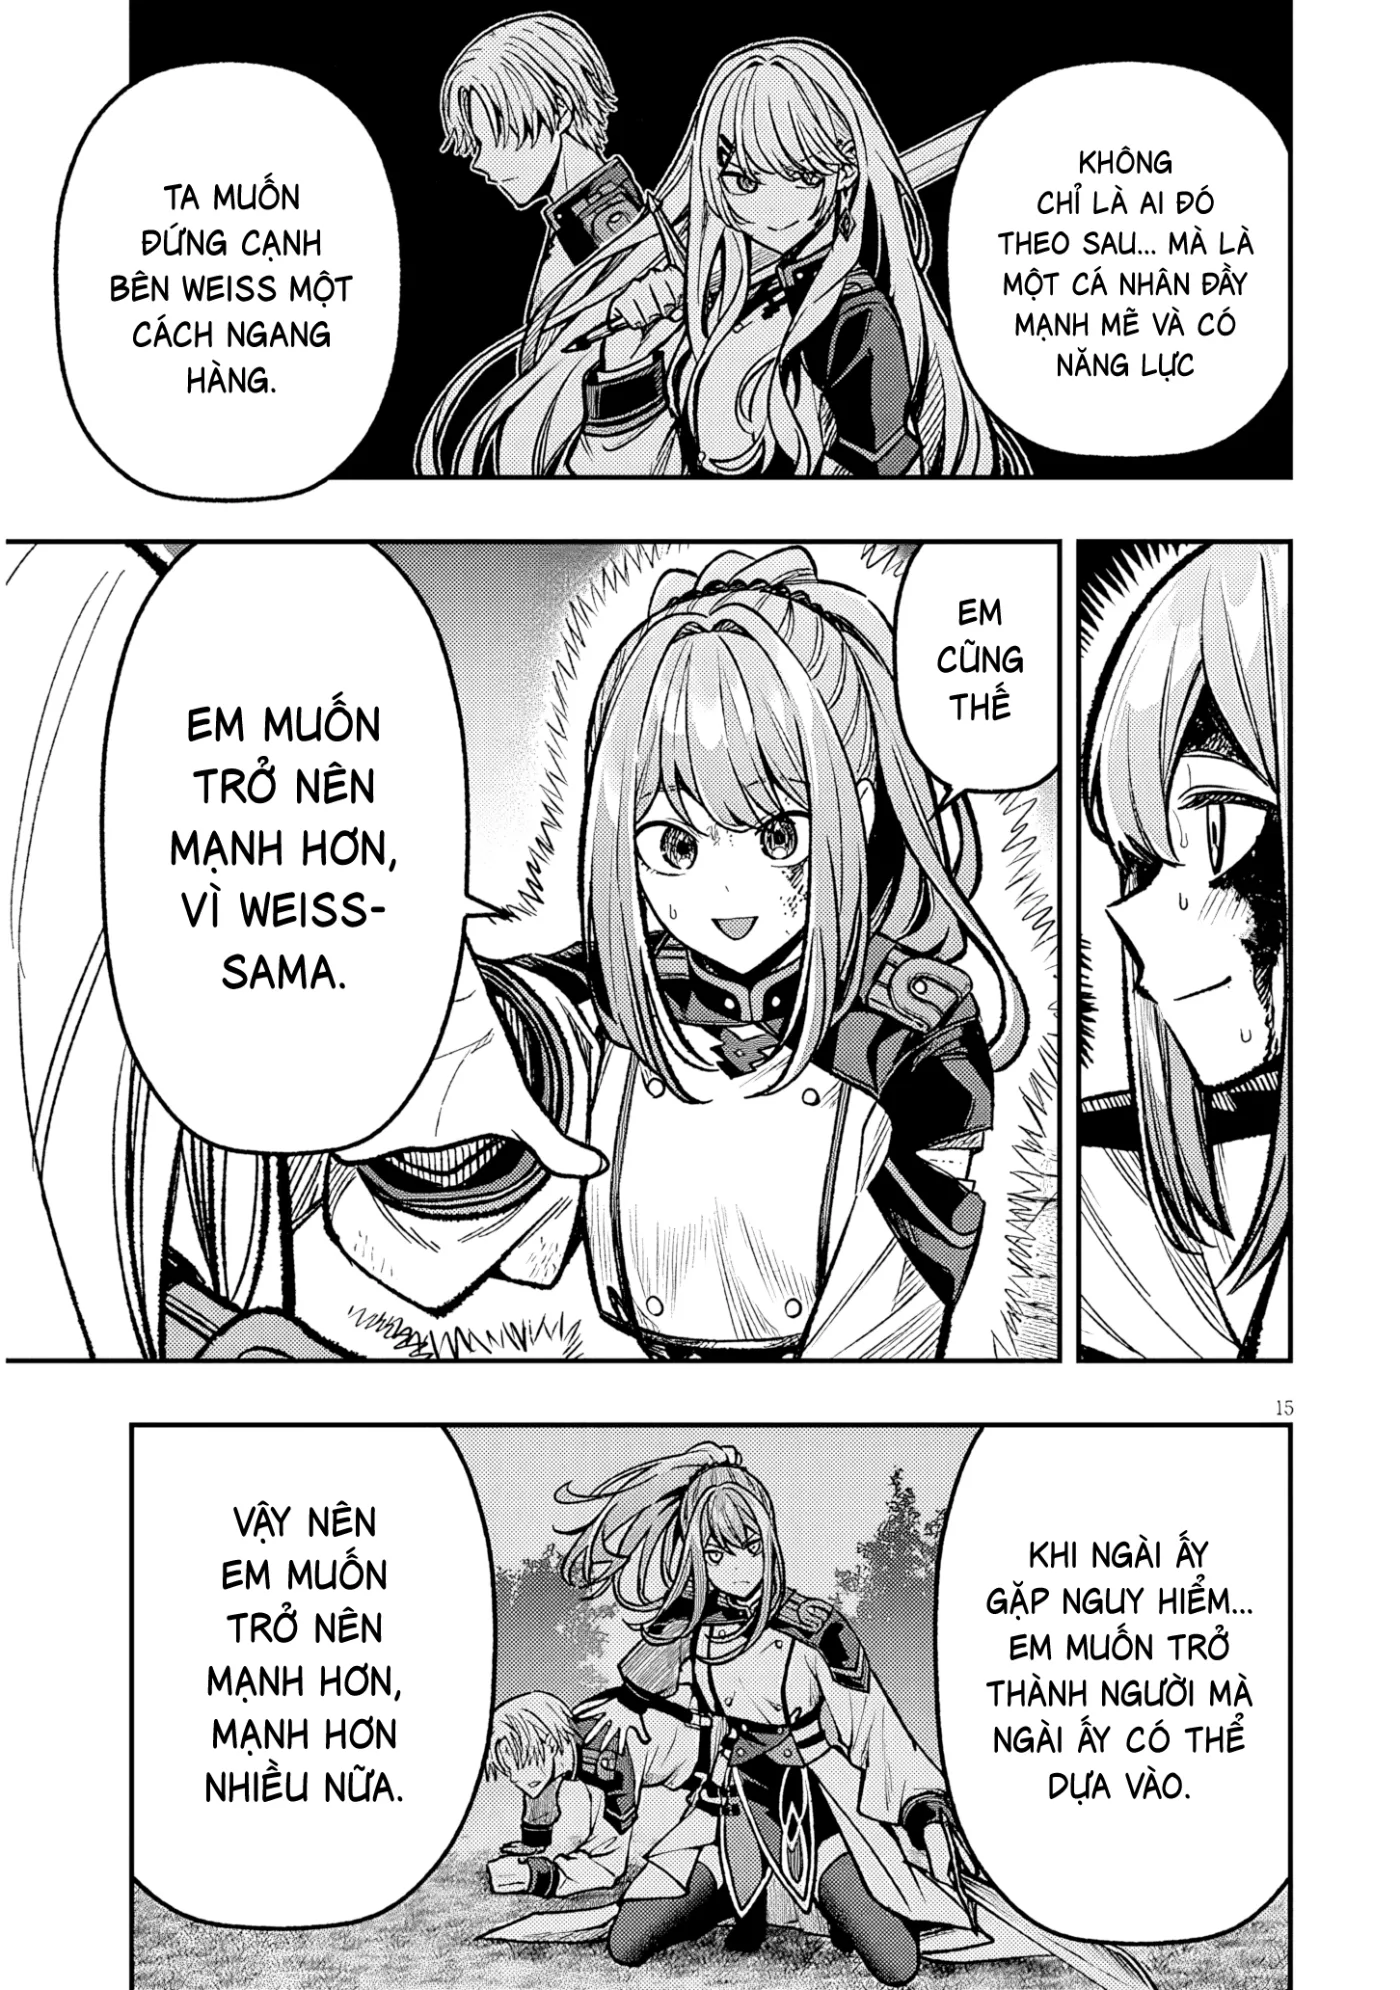 KHÔNG
CHỈ LÀ AI ĐÓ
THEO SAU... MÀ LÀ
MỘT CÁ NHÂN ĐẦY
MẠNH MẼ VÀ CÓ
NĂNG LỰC
TA MUỐN
ĐỨNG CẠNH
BÊN WEISS MỘT
CÁCH NGANG
HÀNG.
EM
CŨNG
THẾ
EM MUỐN
TRỞ NÊN
MẠNH HƠN,
VÌ WEISS-
SAMA.
15
KHI NGÀI ẤY
GẶP NGUY HIỂM...
EM MUỐN TRỞ
THÀNH NGƯỜI MÀ
NGÀI ẤY CÓ THỂ
DỰA VÀO.
VẬY NÊN
EM MUỐN
TRỞ NÊN
MẠNH HƠN,
MẠNH HƠN
NHIỀU NỮA.